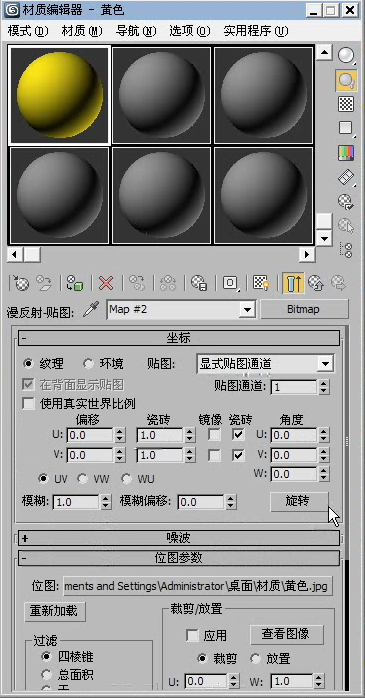 材质编辑器 - 黄色
模式(D) 材质(M) 导航(N) 选项(O) 实用程序(U)
漫反射-贴图: Map #2 Bitmap
- 坐标
纹理 环境 贴图: 显式贴图通道
在背面显示贴图 贴图通道: 1
使用真实世界比例
偏移 瓷砖 镜像 瓷砖 角度
U: 0.0 1.0 U: 0.0
V: 0.0 1.0 V: 0.0
W: 0.0
UV VW WU
模糊: 1.0 模糊偏移: 0.0 旋转
+ 噪波
- 位图参数
位图: ments and Settings\Administrator\桌面\材质\黄色.jpg
重新加载 裁剪/放置
应用 查看图像
过滤
四棱锥 裁剪 放置
总面积 U: 0.0 W: 1.0